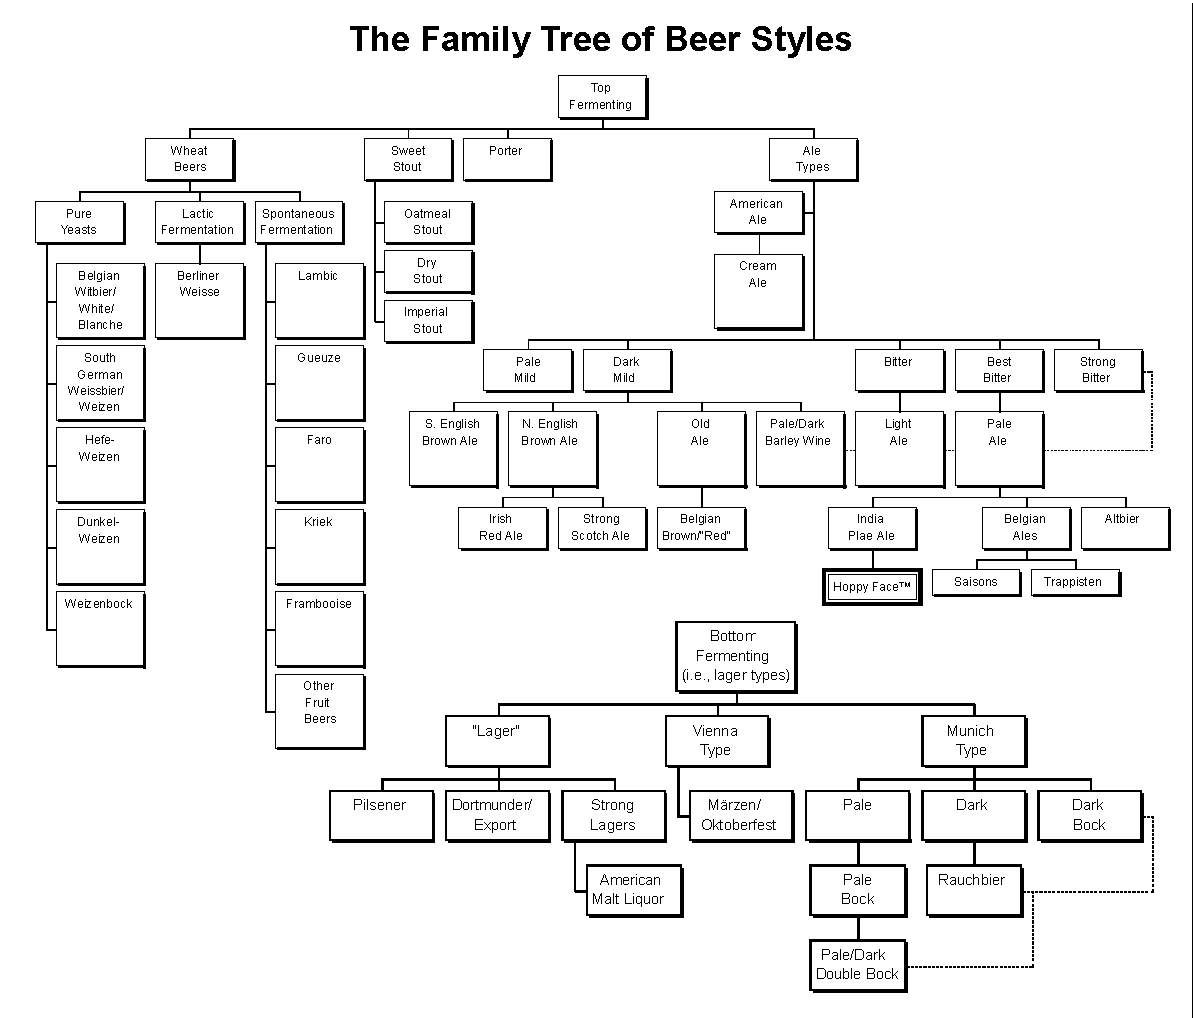 The Family Tree of Beer Styles
Top
Fermenting
Wheat
Beers
Sweet
Stout
Porter
Ale
Types
Pure
Yeasts
Lactic
Fermentation
Spontaneous
Fermentation
Oatmeal
Stout
Dry
Stout
Imperial
Stout
American
Ale
Cream
Ale
Belgian
Witbier/
White/
Blanche
South
German
Weissbier/
Weizen
Hefe-
Weizen
Dunkel-
Weizen
Weizenbock
Berliner
Weisse
Lambic
Gueuze
Faro
Kriek
Frambooise
Other
Fruit
Beers
Pale
Mild
Dark
Mild
Bitter
Best
Bitter
Strong
Bitter
S. English
Brown Ale
N. English
Brown Ale
Old
Ale
Pale/Dark
Barley Wine
Light
Ale
Pale
Ale
Irish
Red Ale
Strong
Scotch Ale
Belgian
Brown/"Red"
India
Plae Ale
Belgian
Ales
Altbier
Hoppy Face™
Saisons
Trappisten
Bottom
Fermenting
(i.e., lager types)
"Lager"
Vienna
Type
Munich
Type
Pilsener
Dortmunder/
Export
Strong
Lagers
Märzen/
Oktoberfest
Pale
Dark
Dark
Bock
American
Malt Liquor
Pale
Bock
Rauchbier
Pale/Dark
Double Bock